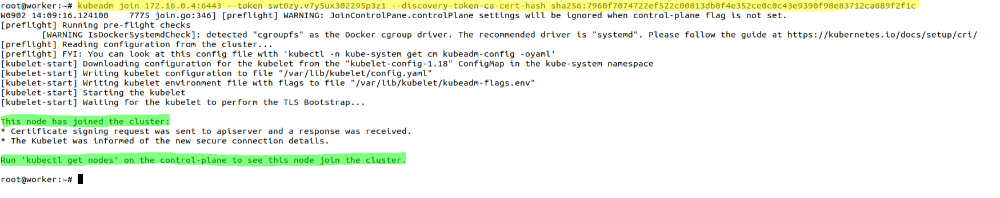 root@worker:~# kubeadm join 172.16.0.4:6443 --token swt0zy.v7y5ux302295p3z1 --discovery-token-ca-cert-hash sha256:7960f7074722ef522c00813db8f4e352ce0c0c43e9390f98e83712ca689f2f1c
W0902 14:09:16.124100    7775 join.go:346] [preflight] WARNING: JoinControlPane.controlPlane settings will be ignored when control-plane flag is not set.
[preflight] Running pre-flight checks
        [WARNING IsDockerSystemdCheck]: detected "cgroupfs" as the Docker cgroup driver. The recommended driver is "systemd". Please follow the guide at https://kubernetes.io/docs/setup/cri/
[preflight] Reading configuration from the cluster...
[preflight] FYI: You can look at this config file with 'kubectl -n kube-system get cm kubeadm-config -oyaml'
[kubelet-start] Downloading configuration for the kubelet from the "kubelet-config-1.18" ConfigMap in the kube-system namespace
[kubelet-start] Writing kubelet configuration to file "/var/lib/kubelet/config.yaml"
[kubelet-start] Writing kubelet environment file with flags to file "/var/lib/kubelet/kubeadm-flags.env"
[kubelet-start] Starting the kubelet
[kubelet-start] Waiting for the kubelet to perform the TLS Bootstrap...
This node has joined the cluster:
* Certificate signing request was sent to apiserver and a response was received.
* The Kubelet was informed of the new secure connection details.
Run 'kubectl get nodes' on the control-plane to see this node join the cluster.
root@worker:~#